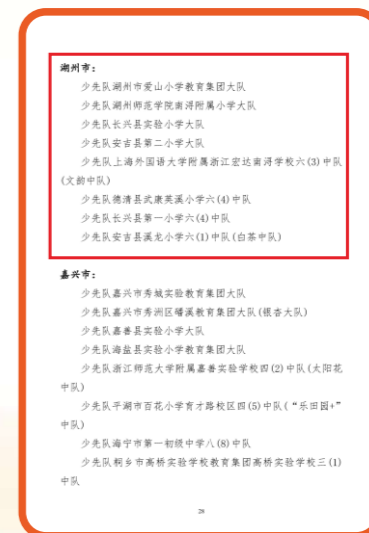 湖州市：
少先队湖州市爱山小学教育集团大队
少先队湖州师范学院南浔附属小学大队
少先队长兴县实验小学大队
少先队安吉县第二小学大队
少先队上海外国语大学附属浙江宏达南浔学校六(3)中队
(文韵中队)
少先队德清县武康英溪小学六(4)中队
少先队长兴县第一小学六(4)中队
少先队安吉县溪龙小学六(1)中队(白茶中队)
嘉兴市：
少先队嘉兴市秀城实验教育集团大队
少先队嘉兴市秀洲区蟠溪教育集团大队(银杏大队)
少先队嘉善县实验小学大队
少先队海盐县实验小学教育集团大队
少先队浙江师范大学附属嘉善实验学校四(2)中队(太阳花
中队)
少先队平湖市百花小学育才路校区四(5)中队(“乐田园+”
中队)
少先队海宁市第一初级中学八(8)中队
少先队桐乡市高桥实验学校教育集团高桥实验学校三(1)
中队
28